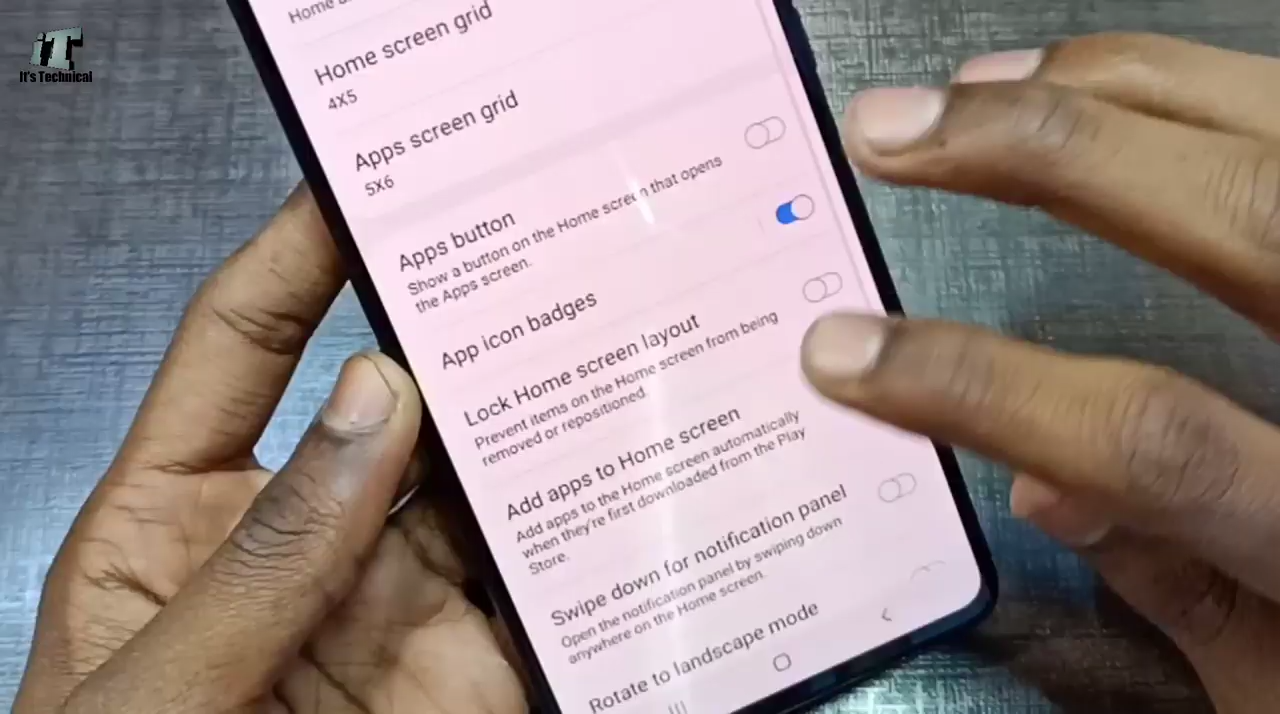 iT
It's Technical
Home screen grid
4X5
Apps screen grid
5X6
Apps button
Show a button on the Home screen that opens
the Apps screen.
App icon badges
Lock Home screen layout
Prevent items on the Home screen from being
removed or repositioned.
Add apps to Home screen
Add apps to the Home screen automatically
when they're first downloaded from the Play
Store.
Swipe down for notification panel
Open the notification panel by swiping down
anywhere on the Home screen.
Rotate to landscape mode